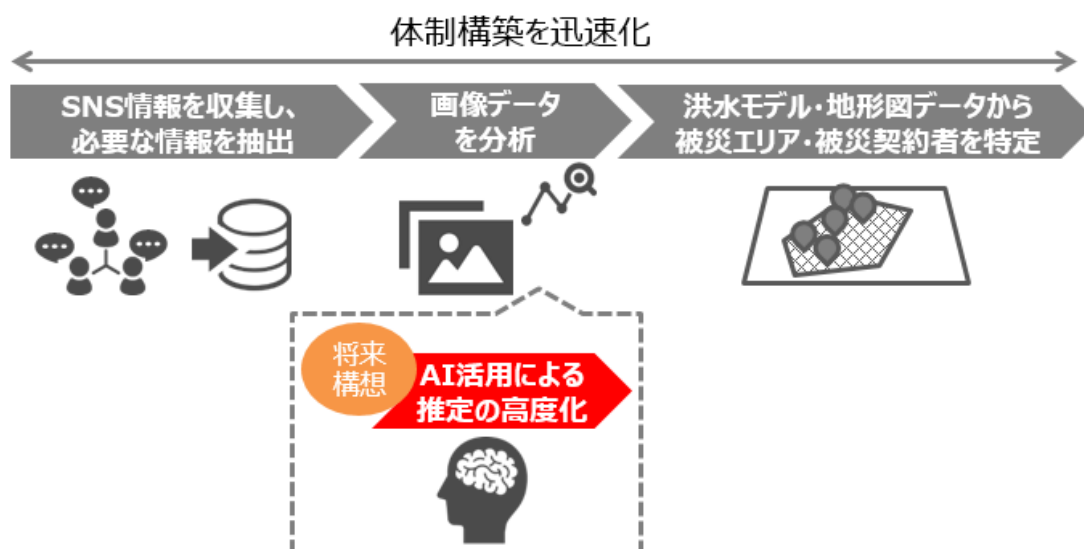 体制構築を迅速化
SNS情報を収集し、
必要な情報を抽出
画像データ
を分析
洪水モデル・地形図データから
被災エリア・被災契約者を特定
将来
構想
AI活用による
推定の高度化